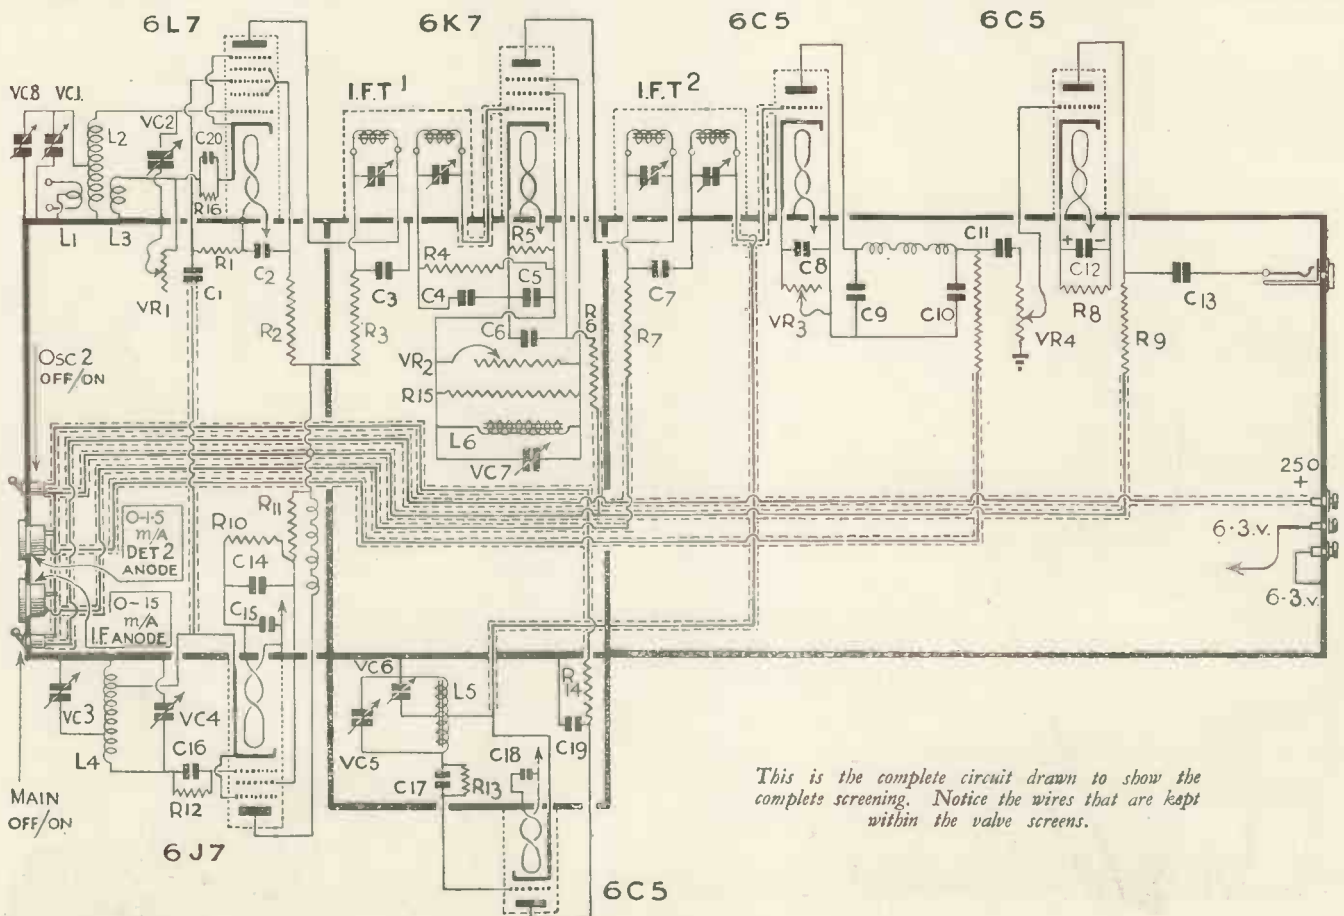 6L7
6K7
6C5
6C5
VC8 VC1.
L2
VC2
C20
R16
L1
L3
VR1
C1
R1
C2
R2
I.F.T 1
C3
R3
R4
C4
R5
C5
C6
R6
VR2
R15
L6
VC7
I.F.T 2
C7
R7
C8
VR3
C9
C10
C11
VR4
C12
R8
R9
C13
OSC 2
OFF/ON
250
+
6·3.v.
6·3.v.
0-1·5
m/A
DET 2
ANODE
0-15
m/A
I.F ANODE
MAIN
OFF/ON
R10
R11
C14
C15
VC3
L4
VC4
C16
R12
6J7
VC6
VC5
L5
C17
R13
C18
C19
R14
6C5
This is the complete circuit drawn to show the
complete screening. Notice the wires that are kept
within the valve screens.